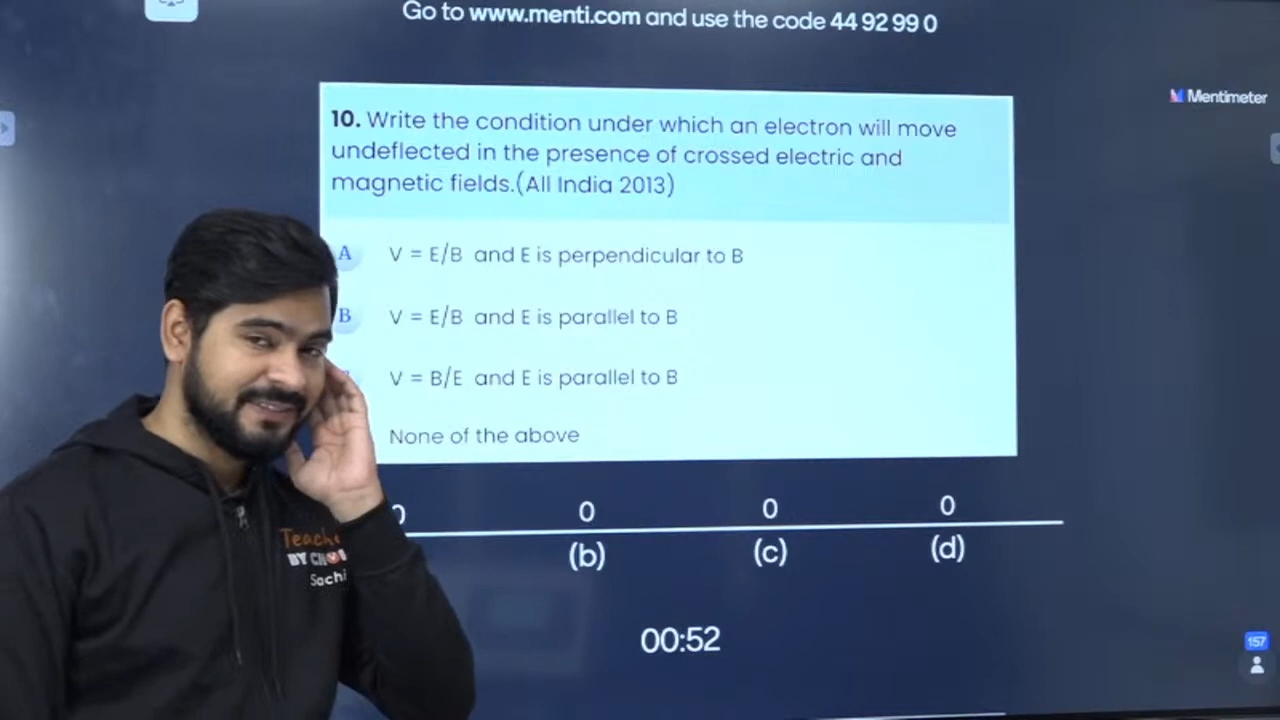 Go to www.menti.com and use the code 44 92 99 0
Mentimeter
10. Write the condition under which an electron will move
undeflected in the presence of crossed electric and
magnetic fields.(All India 2013)
A V = E/B and E is perpendicular to B
B V = E/B and E is parallel to B
V = B/E and E is parallel to B
None of the above
0 0 0
(b) (c) (d)
BY
Sachi
00:52
157